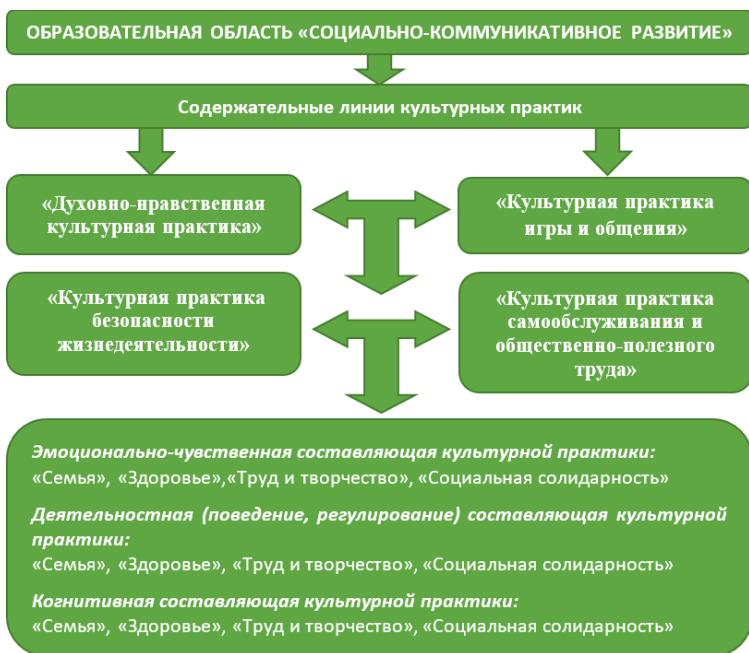 ОБРАЗОВАТЕЛЬНАЯ ОБЛАСТЬ «СОЦИАЛЬНО-КОММУНИКАТИВНОЕ РАЗВИТИЕ»
Содержательные линии культурных практик
«Духовно-нравственная
культурная практика»
«Культурная практика
игры и общения»
«Культурная практика
безопасности
жизнедеятельности»
«Культурная практика
самообслуживания и
общественно-полезного
труда»
Эмоционально-чувственная составляющая культурной практики:
«Семья», «Здоровье»,«Труд и творчество», «Социальная солидарность»
Деятельностная (поведение, регулирование) составляющая культурной
практики:
«Семья», «Здоровье», «Труд и творчество», «Социальная солидарность»
Когнитивная составляющая культурной практики:
«Семья», «Здоровье», «Труд и творчество», «Социальная солидарность»